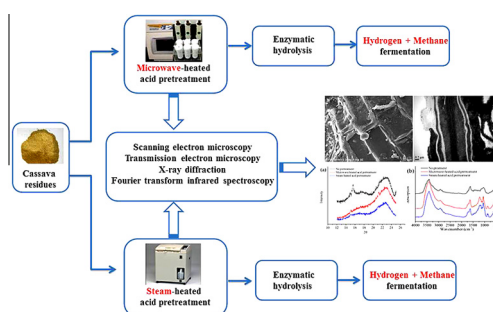 Microwave-heated
acid pretreatment
Enzymatic
hydrolysis
Hydrogen + Methane
fermentation
Cassava
residues
Scanning electron microscopy
Transmission electron microscopy
X-ray diffraction
Fourier transform infrared spectroscopy
(a)
(b)
Steam-heated
acid pretreatment
Enzymatic
hydrolysis
Hydrogen + Methane
fermentation